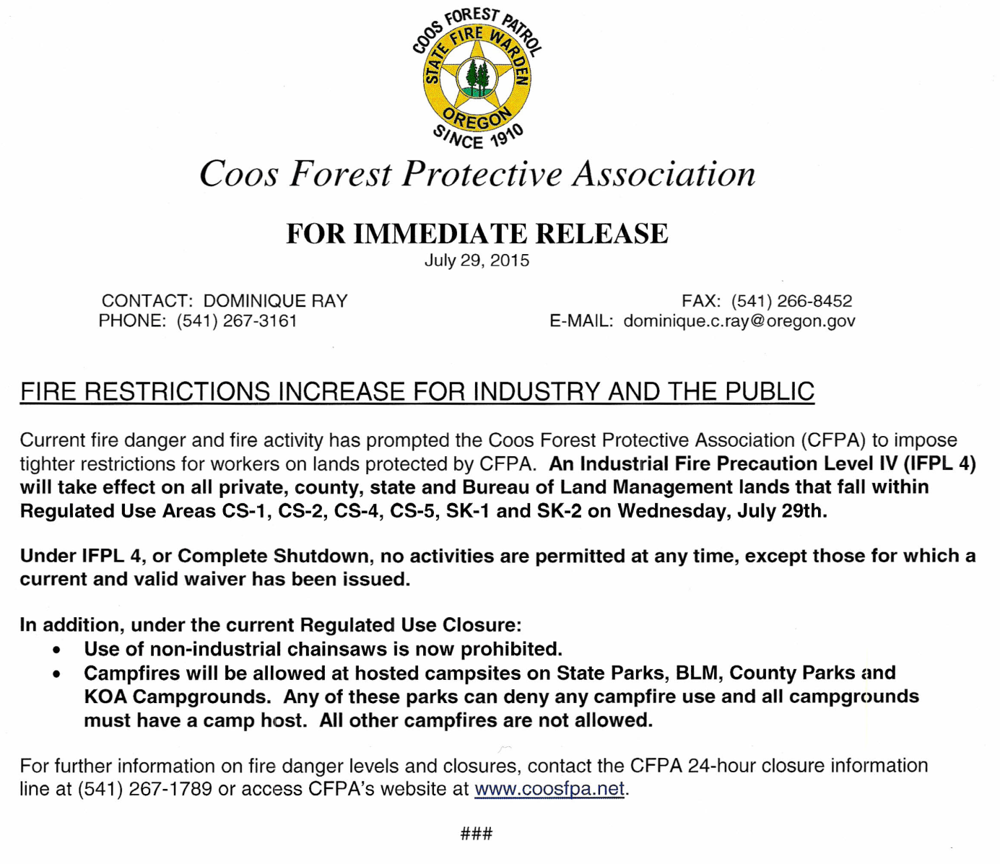 COOS FOREST PATROL
STATE FIRE WARDEN
OREGON
SINCE 1910
Coos Forest Protective Association
FOR IMMEDIATE RELEASE
July 29, 2015
CONTACT: DOMINIQUE RAY
FAX: (541) 266-8452
PHONE: (541) 267-3161
E-MAIL: dominique.c.ray@oregon.gov
FIRE RESTRICTIONS INCREASE FOR INDUSTRY AND THE PUBLIC
Current fire danger and fire activity has prompted the Coos Forest Protective Association (CFPA) to impose
tighter restrictions for workers on lands protected by CFPA. An Industrial Fire Precaution Level IV (IFPL 4)
will take effect on all private, county, state and Bureau of Land Management lands that fall within
Regulated Use Areas CS-1, CS-2, CS-4, CS-5, SK-1 and SK-2 on Wednesday, July 29th.
Under IFPL 4, or Complete Shutdown, no activities are permitted at any time, except those for which a
current and valid waiver has been issued.
In addition, under the current Regulated Use Closure:
• Use of non-industrial chainsaws is now prohibited.
• Campfires will be allowed at hosted campsites on State Parks, BLM, County Parks and
KOA Campgrounds. Any of these parks can deny any campfire use and all campgrounds
must have a camp host. All other campfires are not allowed.
For further information on fire danger levels and closures, contact the CFPA 24-hour closure information
line at (541) 267-1789 or access CFPA's website at www.coosfpa.net.
###